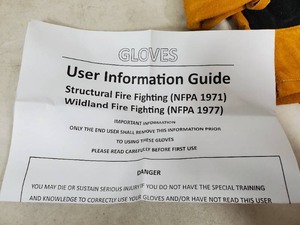 GLOVES
User Information Guide
Structural Fire Fighting (NFPA 1971)
Wildland Fire Fighting (NFPA 1977)
IMPORTANT INFORMATION
ONLY THE END USER SHALL REMOVE THIS INFORMATION PRIOR
TO USING THESE GLOVES
PLEASE READ CAREFULLY BEFORE FIRST USE
DANGER
YOU MAY DIE OR SUSTAIN SERIOUS INJURY IF YOU DO NOT HAVE THE SPECIAL TRAINING
AND KNOWLEDGE TO CORRECTLY USE YOUR GLOVES AND/OR HAVE NOT READ THIS USER